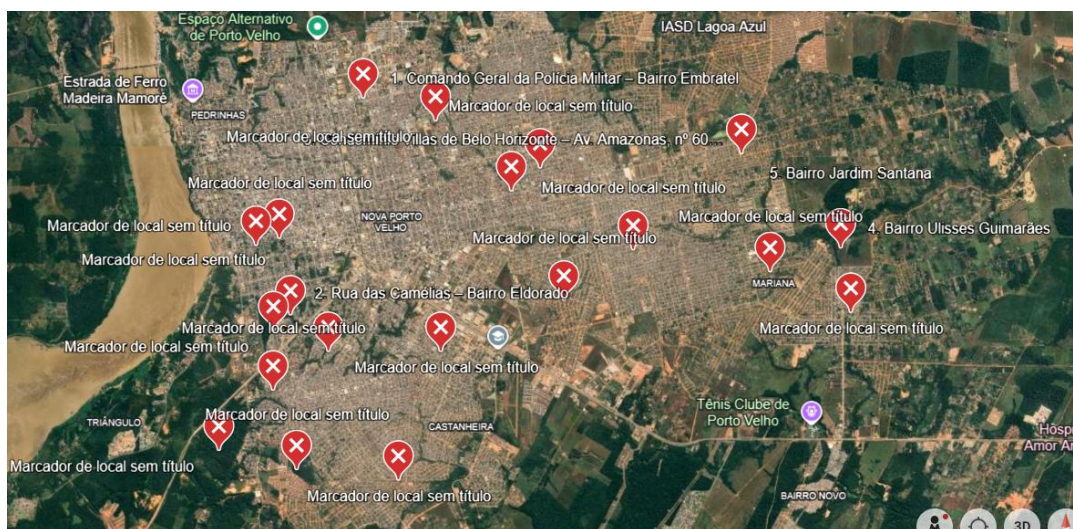 Espaço Alternativo
de Porto Velho
IASD Lagoa Azul
Estrada de Ferro
Madeira Mamoré
1. Comando Geral da Polícia Militar – Bairro Embratel
Marcador de local sem título
PEDRINHAS
Marcador de local sem título
Villas de Belo Horizonte – Av. Amazonas, nº 60...
5. Bairro Jardim Santana
Marcador de local sem título
Marcador de local sem título
NOVA PORTO
VELHO
Marcador de local sem título
Marcador de local sem título
4. Bairro Ulisses Guimarães
Marcador de local sem título
Marcador de local sem título
MARIANA
2. Rua das Camélias – Bairro Eldorado
Marcador de local sem título
Marcador de local sem título
Marcador de local sem título
Marcador de local sem título
Tênis Clube de
Porto Velho
Marcador de local sem título
TRIÂNGULO
CASTANHEIRA
Hosp
Amor A
Marcador de local sem título
Marcador de local sem título
BAIRRO NOVO
3D